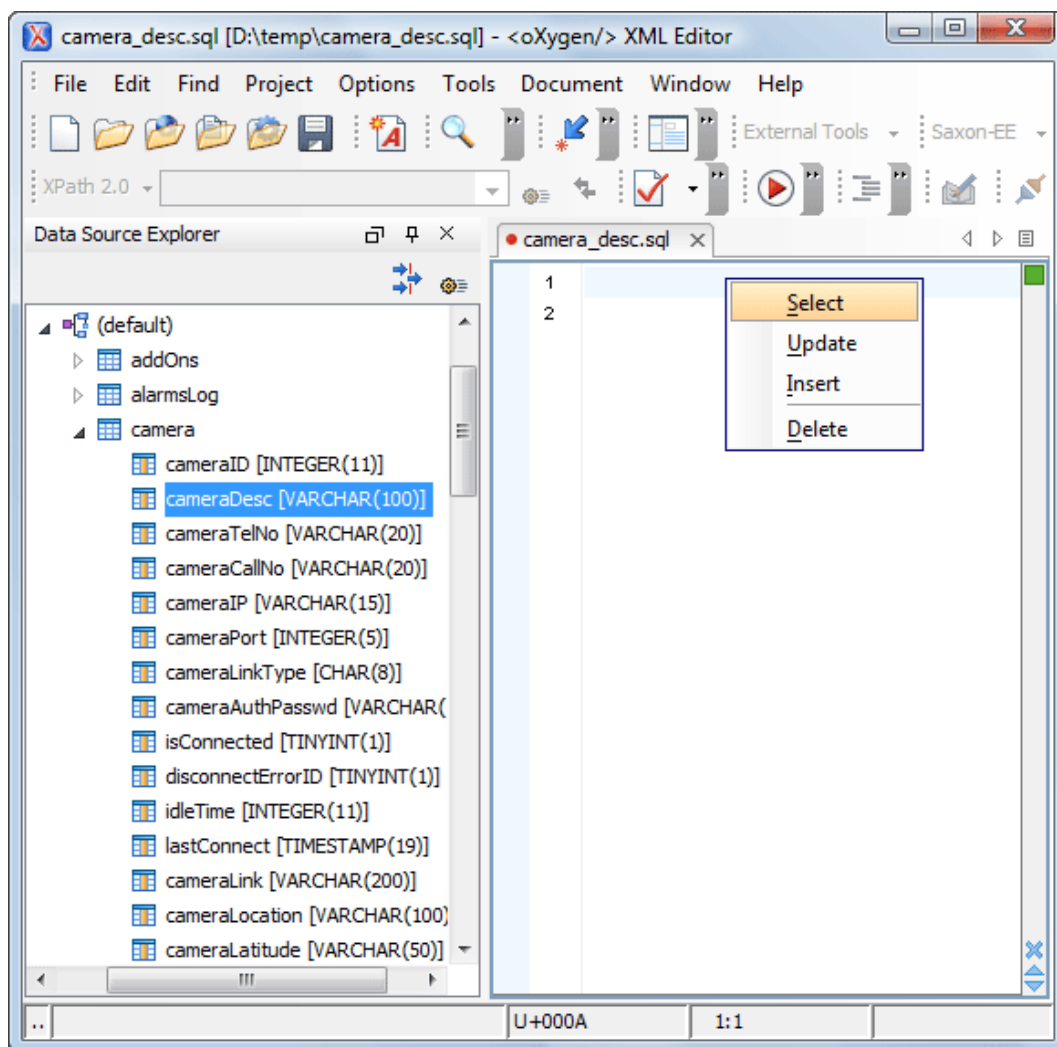 camera_desc.sql [D:\temp\camera_desc.sql] - <oXygen/> XML Editor
File Edit Find Project Options Tools Document Window Help
External Tools Saxon-EE
XPath 2.0
Data Source Explorer
camera_desc.sql
1
2
Select
Update
Insert
Delete
(default)
addOns
alarmsLog
camera
cameraID [INTEGER(11)]
cameraDesc [VARCHAR(100)]
cameraTelNo [VARCHAR(20)]
cameraCallNo [VARCHAR(20)]
cameraIP [VARCHAR(15)]
cameraPort [INTEGER(5)]
cameraLinkType [CHAR(8)]
cameraAuthPasswd [VARCHAR(
isConnected [TINYINT(1)]
disconnectErrorID [TINYINT(1)]
idleTime [INTEGER(11)]
lastConnect [TIMESTAMP(19)]
cameraLink [VARCHAR(200)]
cameraLocation [VARCHAR(100)
cameraLatitude [VARCHAR(50)]
.. U+000A 1:1